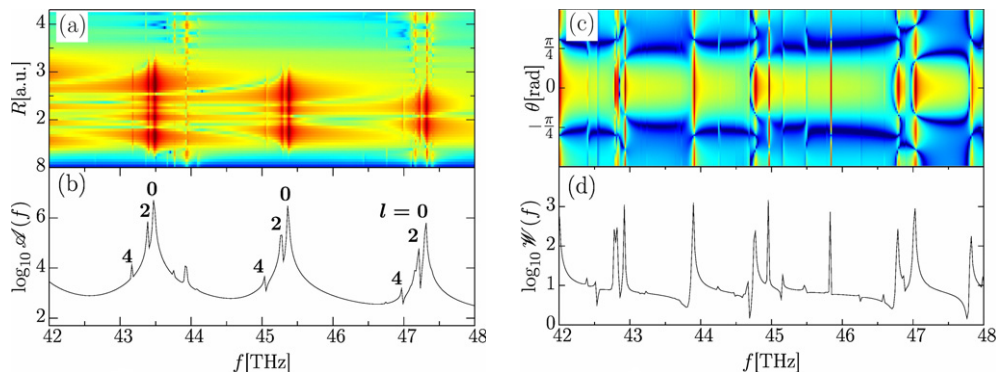 (a)
R[a.u.]
4
3
2
8
(b)
log₁₀ 𝒜(f)
6
4
2
4
2
0
4
2
0
4
2
l = 0
42 43 44 45 46 47 48
f[THz]
(c)
θ[rad]
π/4
0
-π/4
(d)
log₁₀ 𝒲(f)
3
2
1
0
42 43 44 45 46 47 48
f[THz]